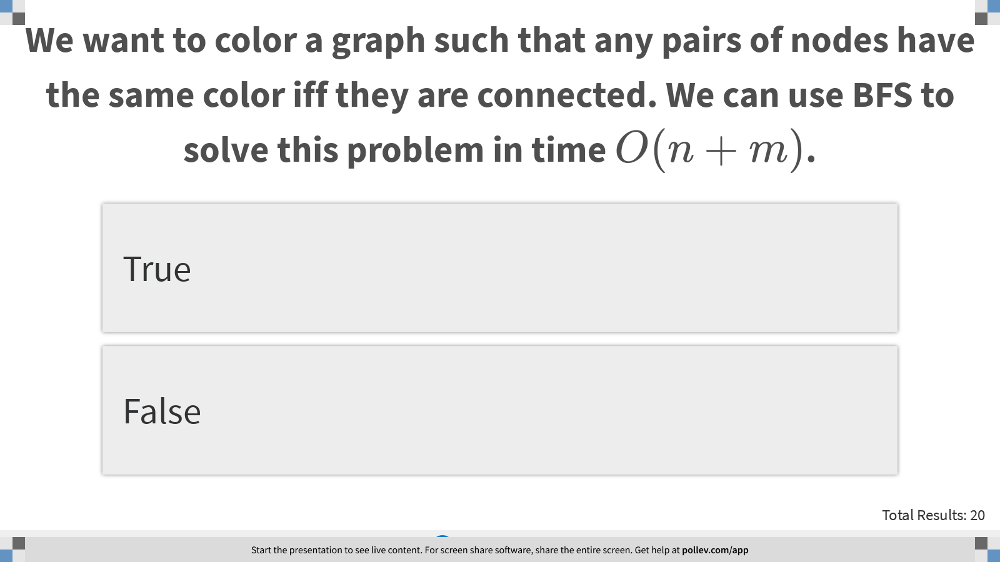 We want to color a graph such that any pairs of nodes have
the same color iff they are connected. We can use BFS to
solve this problem in time O(n + m).
True
False
Total Results: 20
Start the presentation to see live content. For screen share software, share the entire screen. Get help at pollev.com/app